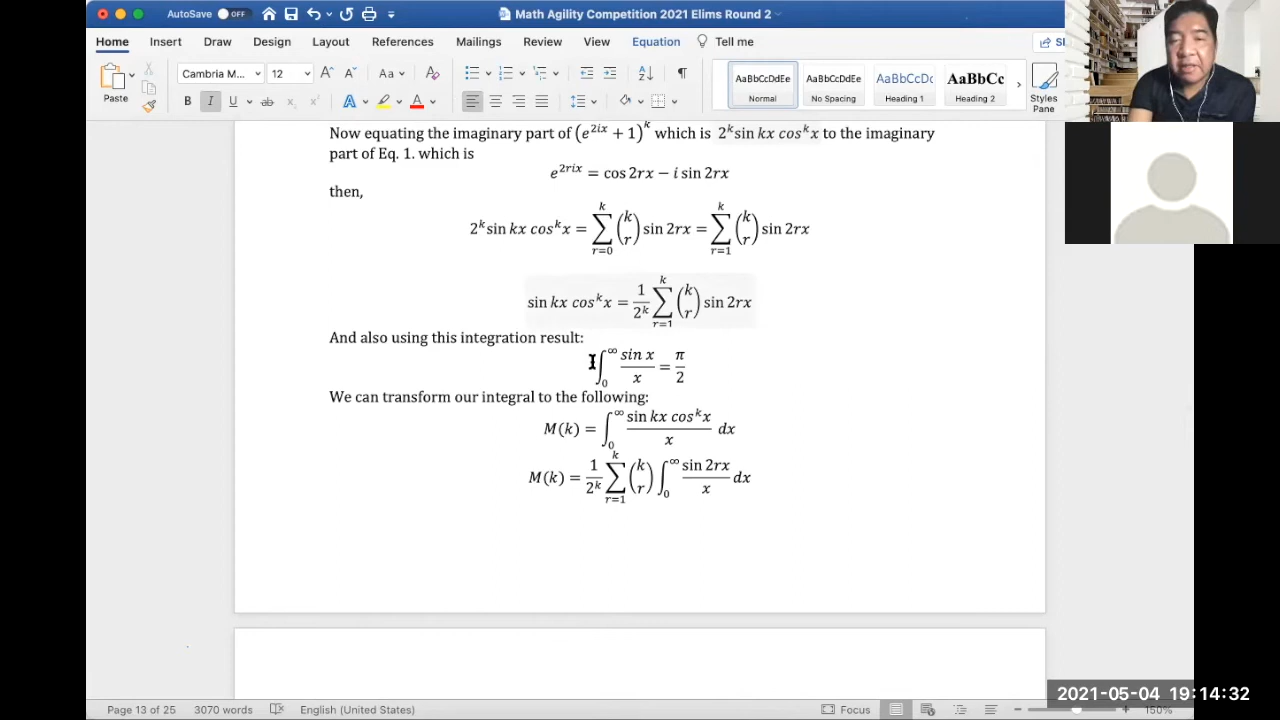 AutoSave OFF
Math Agility Competition 2021 Elims Round 2
Home Insert Draw Design Layout References Mailings Review View Equation Tell me
Paste
Cambria M... 12
AaBbCcDdEe AaBbCcDdEe AaBbCcDc AaBbCc
Normal No Spacing Heading 1 Heading 2 Styles Pane
Now equating the imaginary part of (e^{2ix} + 1)^k which is 2^k sin kx cos^k x to the imaginary
part of Eq. 1. which is
e^{2rix} = cos 2rx − i sin 2rx
then,
2^k sin kx cos^k x = ∑_{r=0}^{k} (k r) sin 2rx = ∑_{r=1}^{k} (k r) sin 2rx
sin kx cos^k x = 1/2^k ∑_{r=1}^{k} (k r) sin 2rx
And also using this integration result:
∫_0^∞ sin x / x = π/2
We can transform our integral to the following:
M(k) = ∫_0^∞ sin kx cos^k x / x dx
M(k) = 1/2^k ∑_{r=1}^{k} (k r) ∫_0^∞ sin 2rx / x dx
2021-05-04 19:14:32
Page 13 of 25 3070 words English (United States) Focus 150%